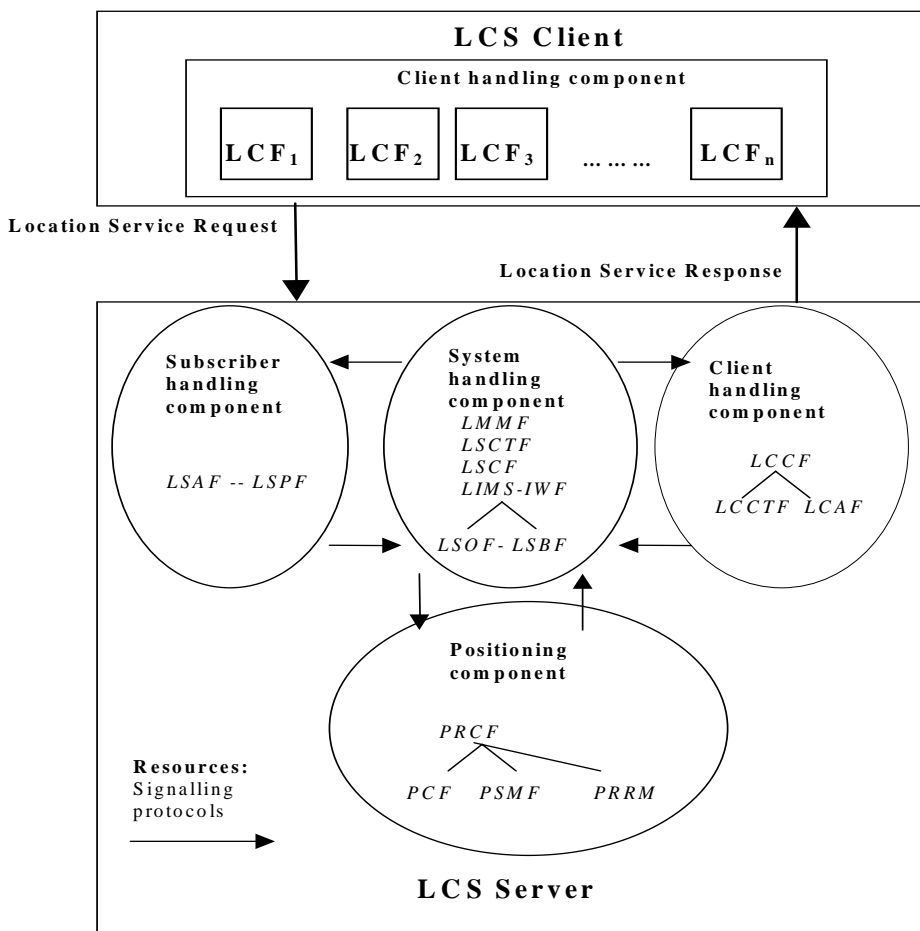 LCS Client
Client handling component
LCF1
LCF2
LCF3
... ... ...
LCFn
Location Service Request
Location Service Response
Subscriber
handling
component
LSAF -- LSPF
System
handling
component
LMMF
LSCTF
LSCF
LIMS-IWF
LSOF- LSBF
Client
handling
component
LCCF
LCCTF LCAF
Positioning
component
PRCF
PCF PSMF PRRM
Resources:
Signalling
protocols
LCS Server